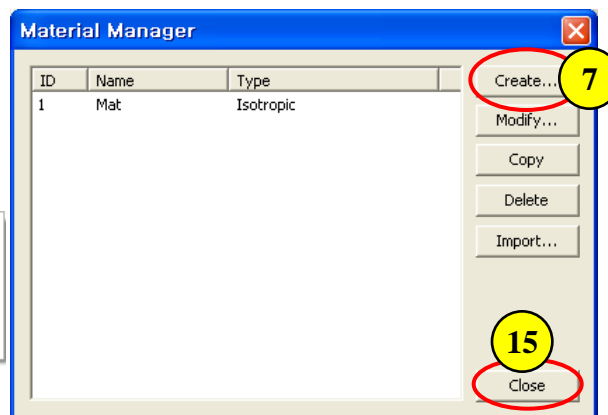 Material Manager
ID Name Type
1 Mat Isotropic
Create... 7
Modify...
Copy
Delete
Import...
15
Close